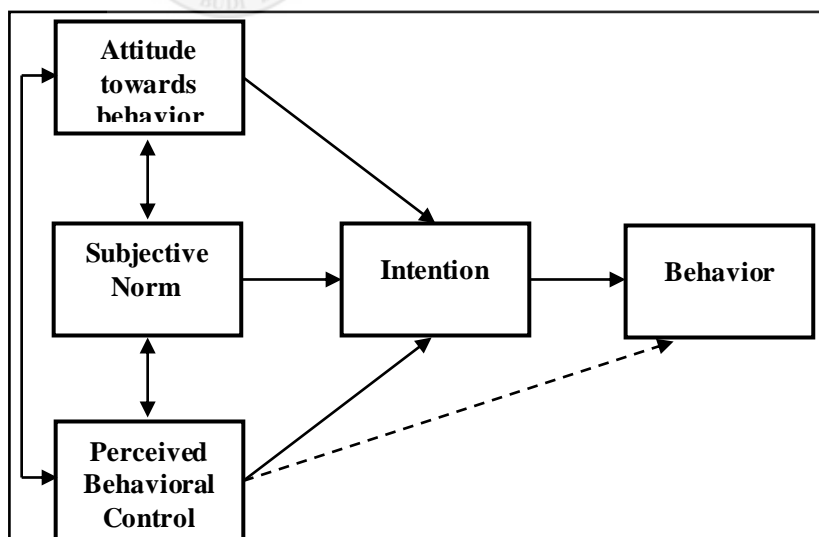 Attitude
towards
behavior
Subjective
Norm
Intention
Behavior
Perceived
Behavioral
Control